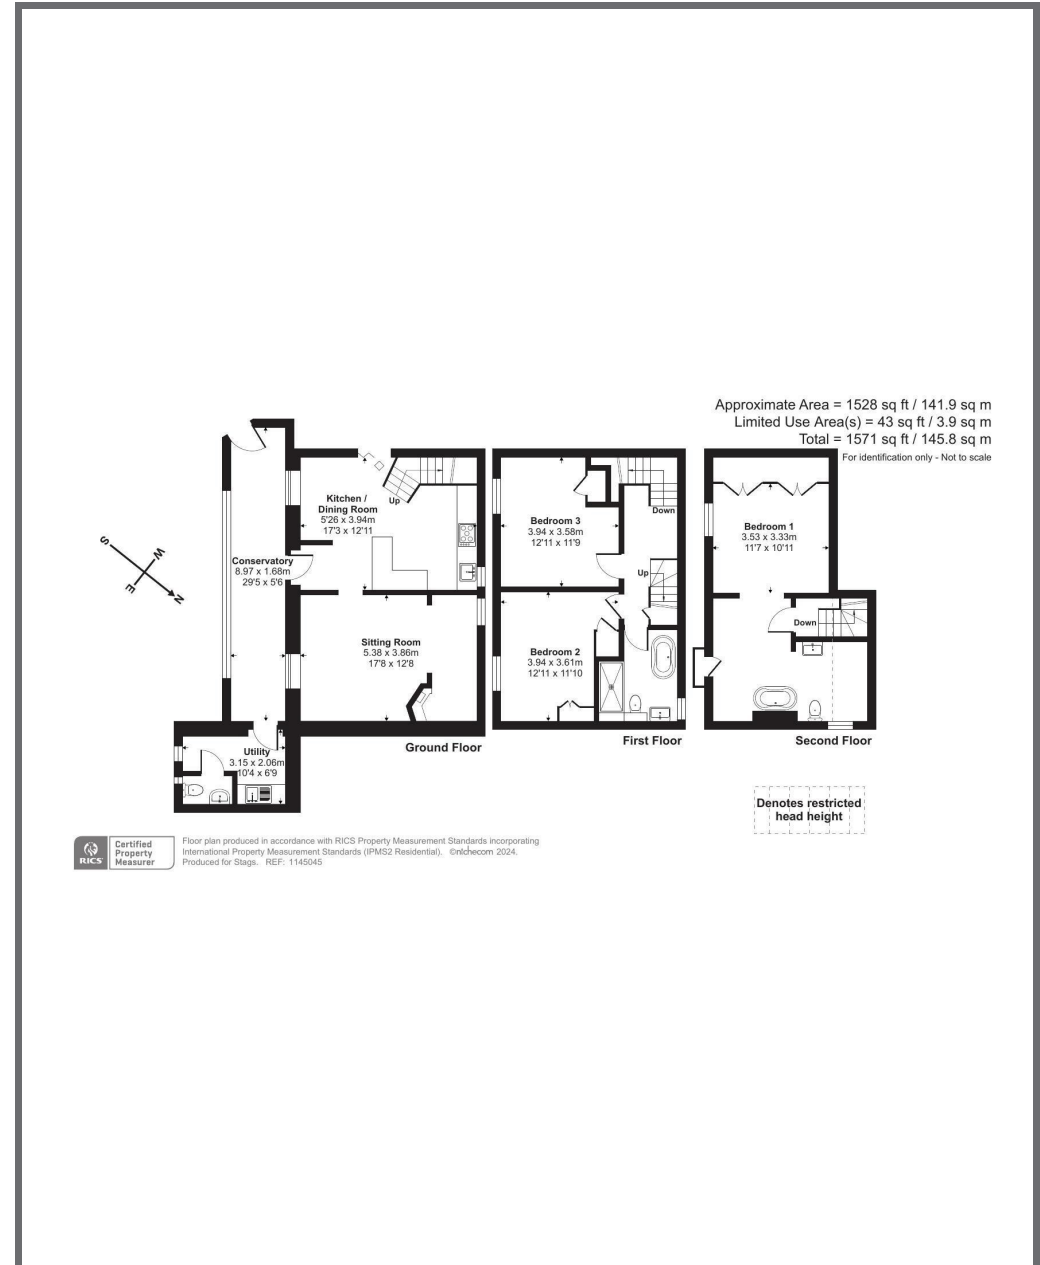 Approximate Area = 1528 sq ft / 141.9 sq m
Limited Use Area(s) = 43 sq ft / 3.9 sq m
Total = 1571 sq ft / 145.8 sq m
For identification only - Not to scale
Kitchen /
Dining Room
5'26 x 3.94m
17'3 x 12'11
Up
Conservatory
8.97 x 1.68m
29'5 x 5'6
S
W
E
N
Sitting Room
5.38 x 3.86m
17'8 x 12'8
Utility
3.15 x 2.06m
10'4 x 6'9
Ground Floor
Bedroom 3
3.94 x 3.58m
12'11 x 11'9
Down
Up
Bedroom 2
3.94 x 3.61m
12'11 x 11'10
First Floor
Bedroom 1
3.53 x 3.33m
11'7 x 10'11
Down
Second Floor
Denotes restricted
head height
RICS
Certified
Property
Measurer
Floor plan produced in accordance with RICS Property Measurement Standards incorporating
International Property Measurement Standards (IPMS2 Residential). ©ntchecom 2024.
Produced for Stags. REF: 1145045